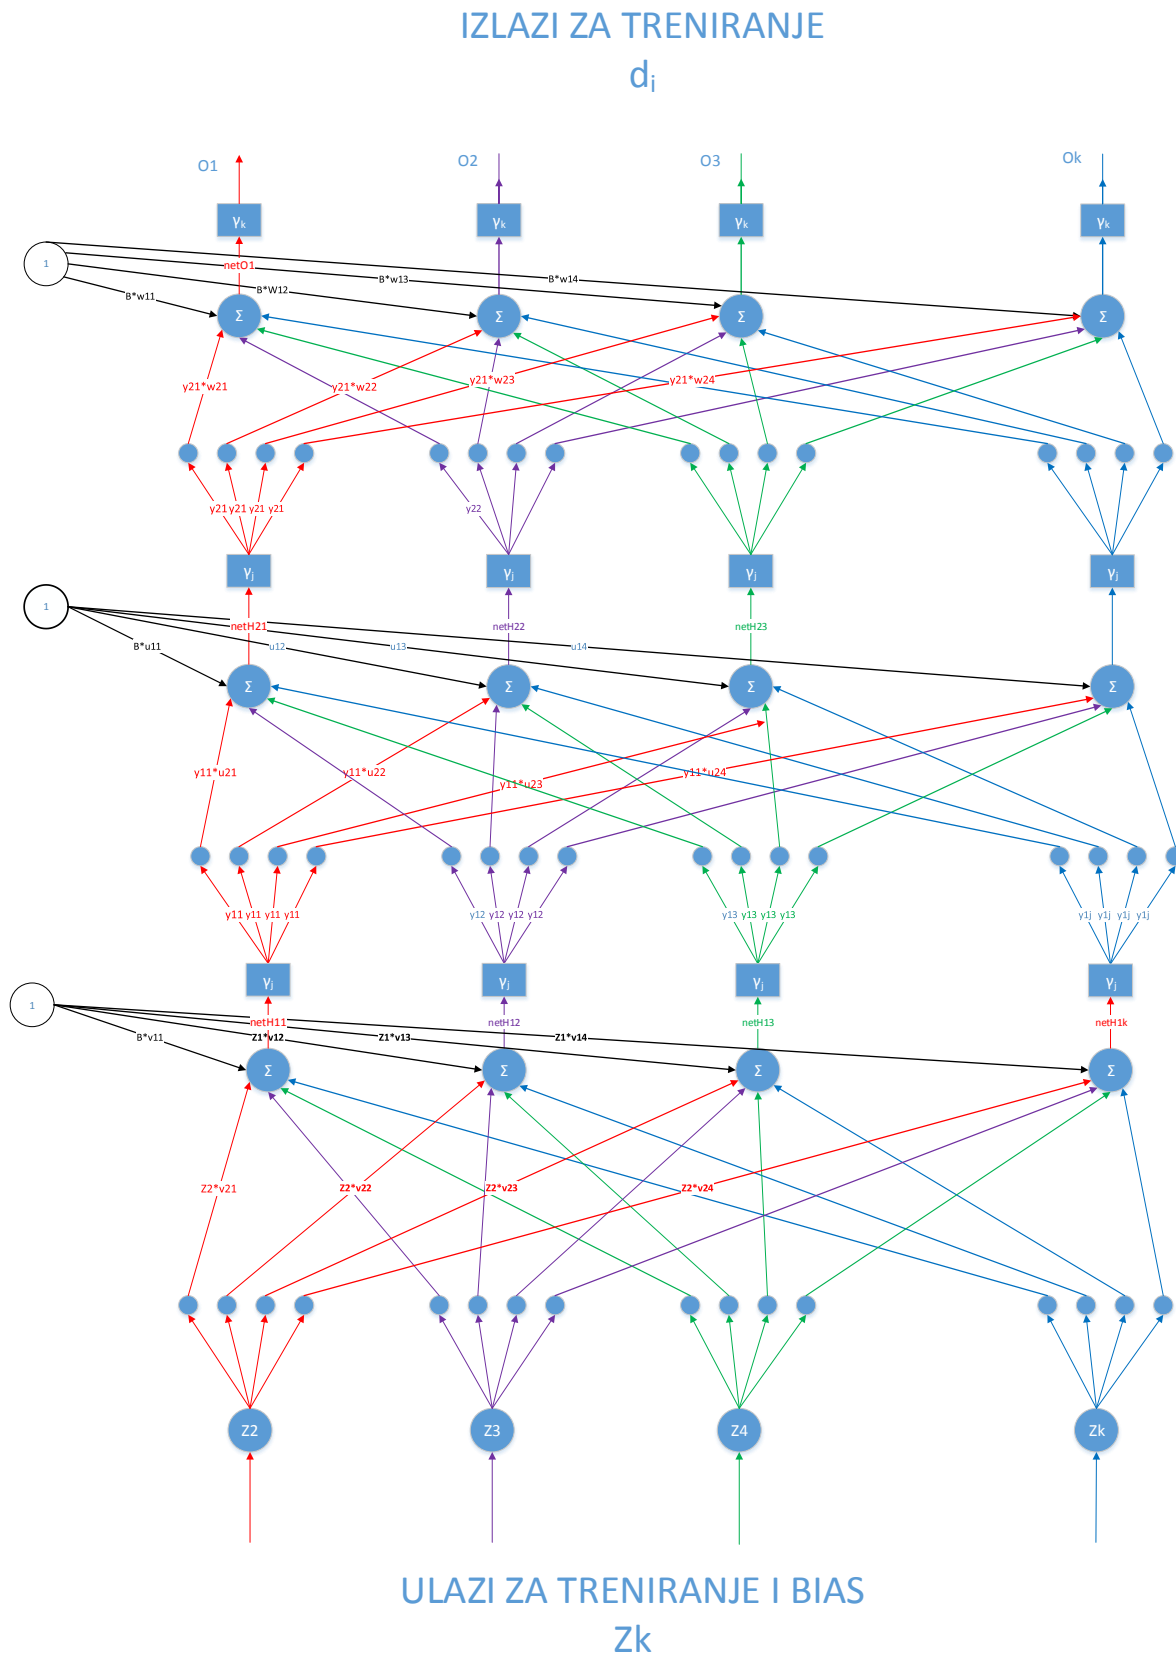 IZLAZI ZA TRENIRANJE
di
O1 O2 O3 Ok
γk γk γk γk
1
netO1 B*w13 B*w14
B*w11 B*W12
Σ Σ Σ Σ
y21*w21 y21*w22 y21*w23 y21*w24
y21 y21 y21 y21 y22
γj γj γj γj
1
netH21 netH22 netH23
B*u11 u12 u13 u14
Σ Σ Σ Σ
y11*u21 y11*u22 y11*u23 y11*u24
y11 y11 y11 y11 y12 y12 y12 y12 y13 y13 y13 y13 y1j y1j y1j y1j
γj γj γj γj
1
netH11 netH12 netH13 netH1k
B*v11 Z1*v12 Z1*v13 Z1*v14
Σ Σ Σ Σ
Z2*v21 Z2*v22 Z2*v23 Z2*v24
Z2 Z3 Z4 Zk
ULAZI ZA TRENIRANJE I BIAS
Zk